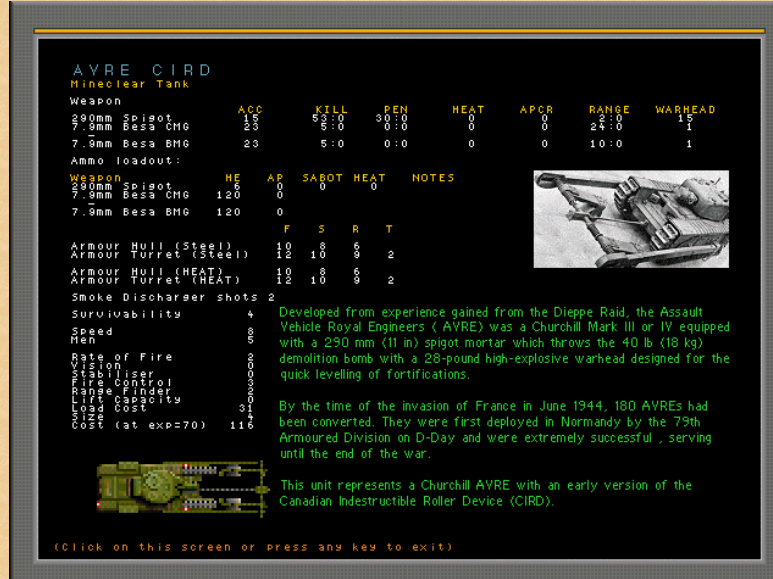 AYRE CIRD
Mineclear Tank
Weapon ACC KILL PEN HEAT APCR RANGE WARHEAD
290mm Spigot 15 53:0 30:0 0 0 2:0 15
7.9mm Besa CMG 23 5:0 0:0 0 0 24:0 1
7.9mm Besa BMG 23 5:0 0:0 0 0 10:0 1
Ammo loadout:
Weapon HE AP SABOT HEAT NOTES
290mm Spigot 6 0 0 0
7.9mm Besa CMG 120 0
7.9mm Besa BMG 120 0
F S R T
Armour Hull (Steel) 10 8 6
Armour Turret (Steel) 12 10 9 2
Armour Hull (HEAT) 10 8 6
Armour Turret (HEAT) 12 10 9 2
Smoke Discharger shots 2
Survivability 4
Speed 8
Men 5
Rate of Fire 2
Vision 0
Stabiliser 0
Fire Control 3
Range Finder 2
Lift Capacity 0
Load Cost 31
Size 4
Cost (at exp=70) 116
Developed from experience gained from the Dieppe Raid, the Assault
Vehicle Royal Engineers ( AYRE) was a Churchill Mark III or IV equipped
with a 290 mm (11 in) spigot mortar which throws the 40 lb (18 kg)
demolition bomb with a 28-pound high-explosive warhead designed for the
quick levelling of fortifications.
By the time of the invasion of France in June 1944, 180 AYREs had
been converted. They were first deployed in Normandy by the 79th
Armoured Division on D-Day and were extremely successful , serving
until the end of the war.
This unit represents a Churchill AYRE with an early version of the
Canadian Indestructible Roller Device (CIRD).
(Click on this screen or press any key to exit)